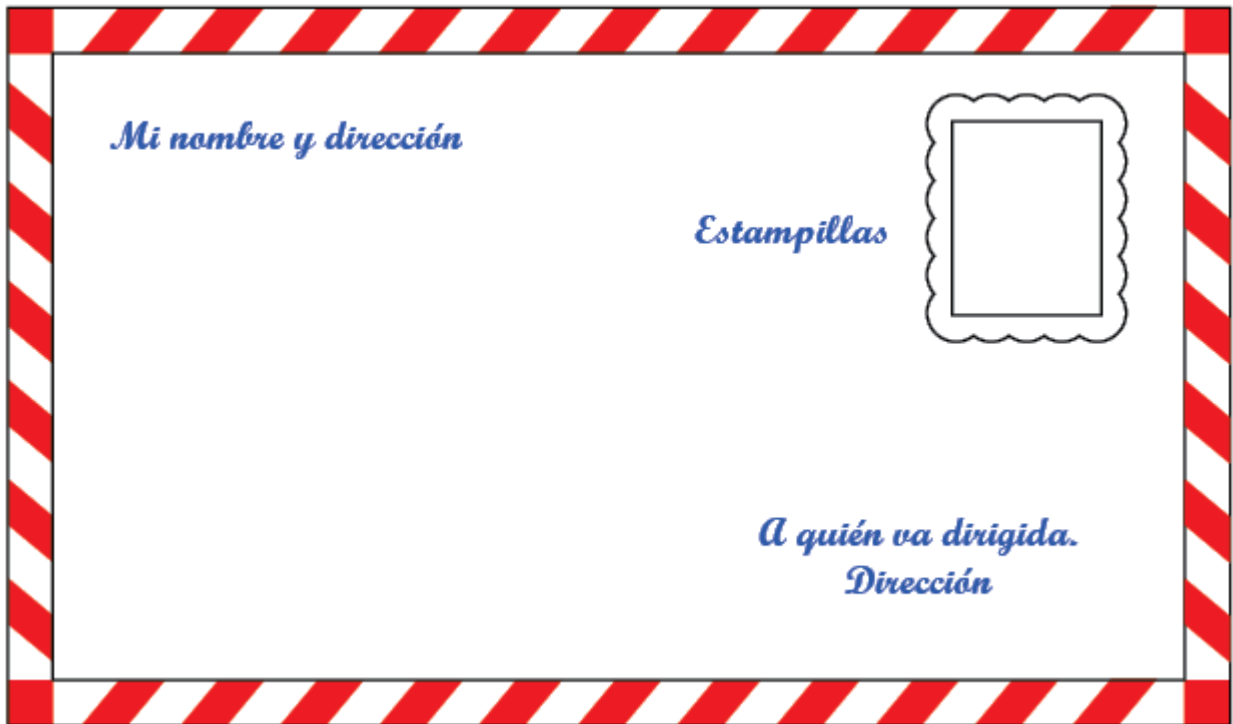 Mi nombre y dirección
Estampillas
A quién va dirigida.
Dirección